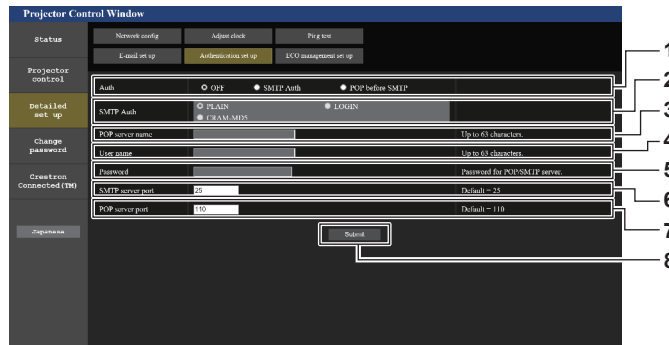 Projector Control Window
Status
Network config
Adjust clock
Ping test
E-mail set up
Authentication set up
ECO management set up
Projector control
Detailed set up
Change password
Crestron Connected(TM)
Japanese
Auth
OFF
SMTP Auth
POP before SMTP
1
SMTP Auth
PLAIN
LOGIN
CRAM-MD5
2
POP server name
Up to 63 characters.
3
User name
Up to 63 characters.
4
Password
Password for POP/SMTP server.
5
SMTP server port
25
Default = 25
6
POP server port
110
Default = 110
7
Submit
8